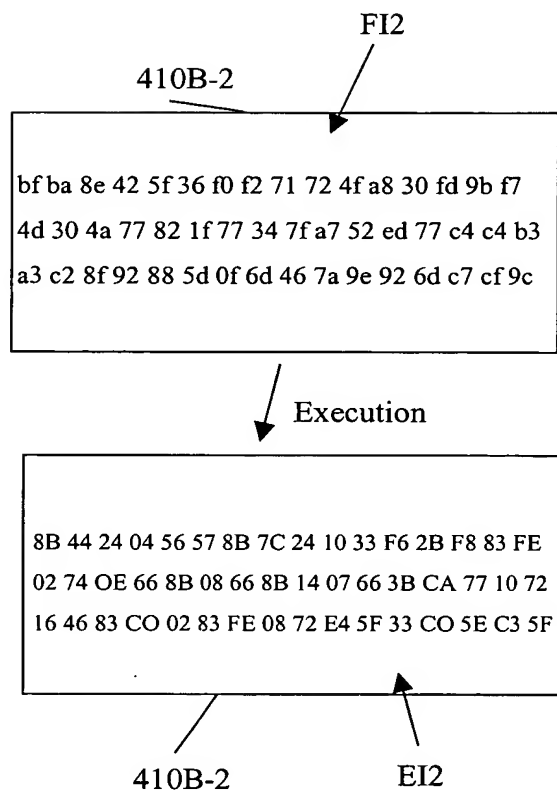 FI2
410B-2
bf ba 8e 42 5f 36 f0 f2 71 72 4f a8 30 fd 9b f7
4d 30 4a 77 82 1f 77 34 7f a7 52 ed 77 c4 c4 b3
a3 c2 8f 92 88 5d 0f 6d 46 7a 9e 92 6d c7 cf 9c
Execution
8B 44 24 04 56 57 8B 7C 24 10 33 F6 2B F8 83 FE
02 74 OE 66 8B 08 66 8B 14 07 66 3B CA 77 10 72
16 46 83 CO 02 83 FE 08 72 E4 5F 33 CO 5E C3 5F
410B-2
EI2